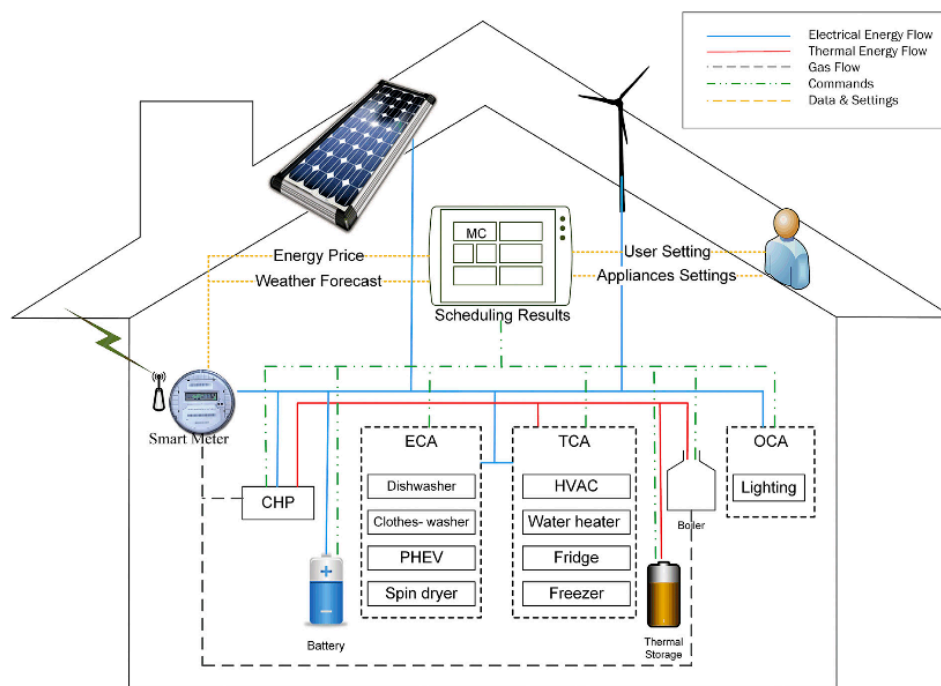 Electrical Energy Flow
Thermal Energy Flow
Gas Flow
Commands
Data & Settings
MC
Energy Price
User Setting
Weather Forecast
Appliances Settings
Scheduling Results
Smart Meter
ECA
TCA
OCA
CHP
Dishwasher
HVAC
Lighting
Clothes- washer
Water heater
Boiler
PHEV
Fridge
Spin dryer
Freezer
Battery
Thermal
Storage